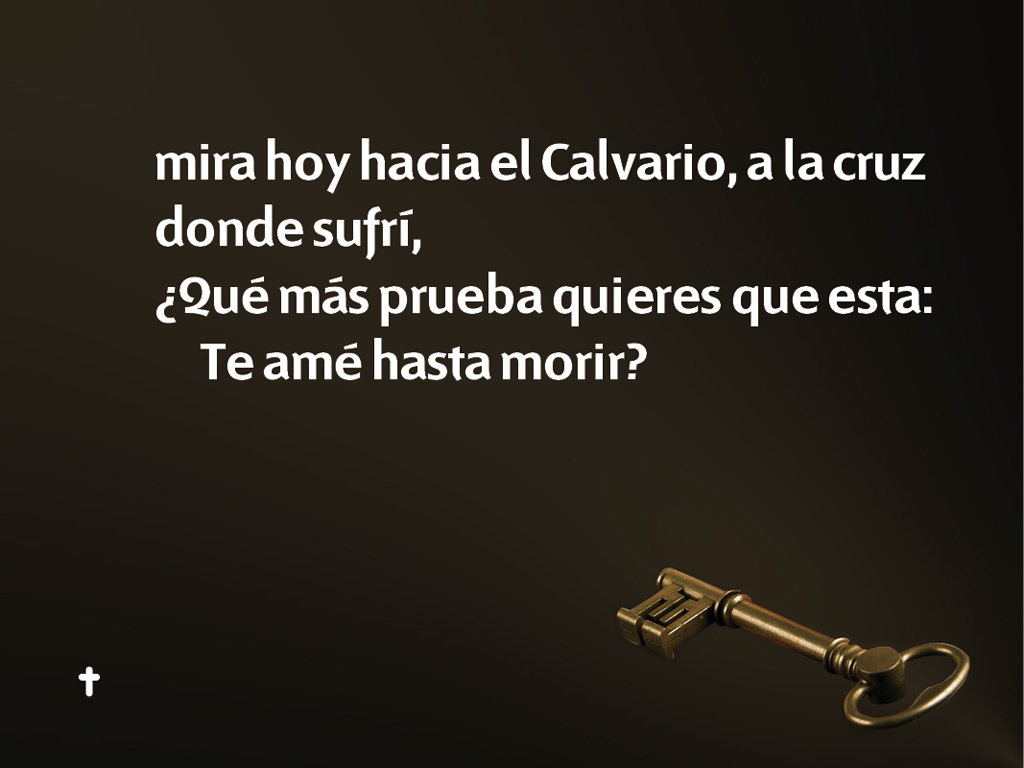 mira hoy hacia el Calvario, a la cruz
donde sufrí,
¿Qué más prueba quieres que esta:
Te amé hasta morir?